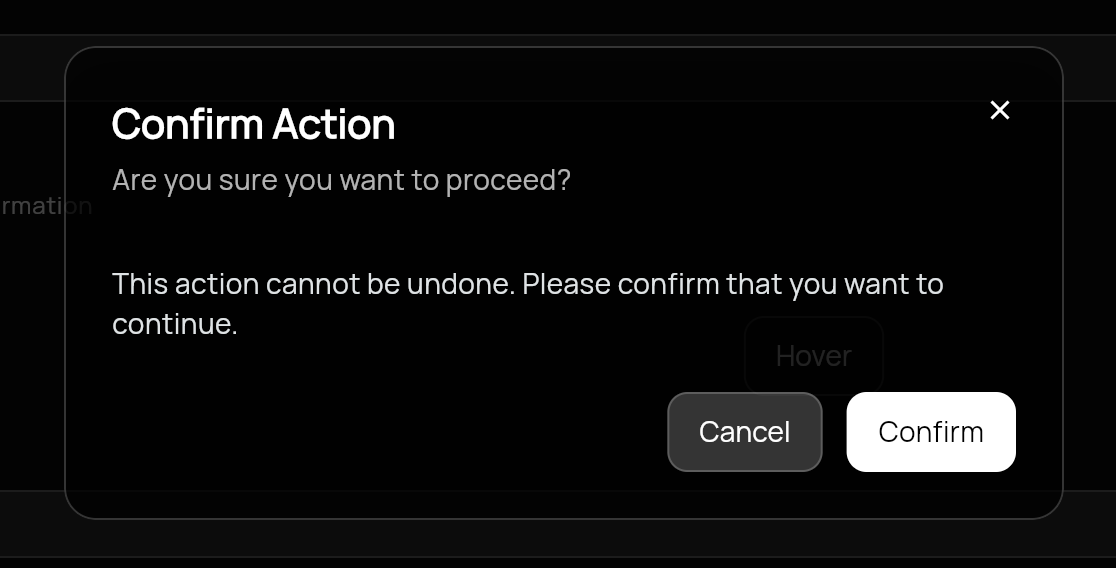 Confirm Action
Are you sure you want to proceed?
rmation
This action cannot be undone. Please confirm that you want to
continue.
Hover
Cancel Confirm